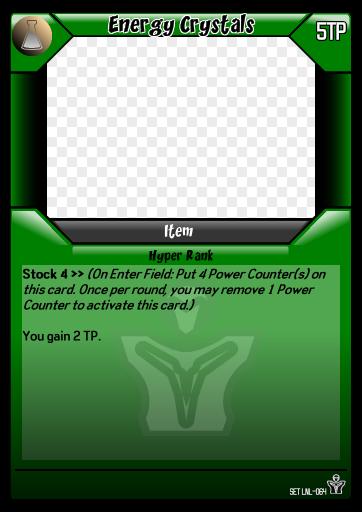 Energy Crystals
5TP
Item
Hyper Rank
Stock 4 >> (On Enter Field: Put 4 Power Counter(s) on
this card. Once per round, you may remove 1 Power
Counter to activate this card.)
You gain 2 TP.
SET LNL-064